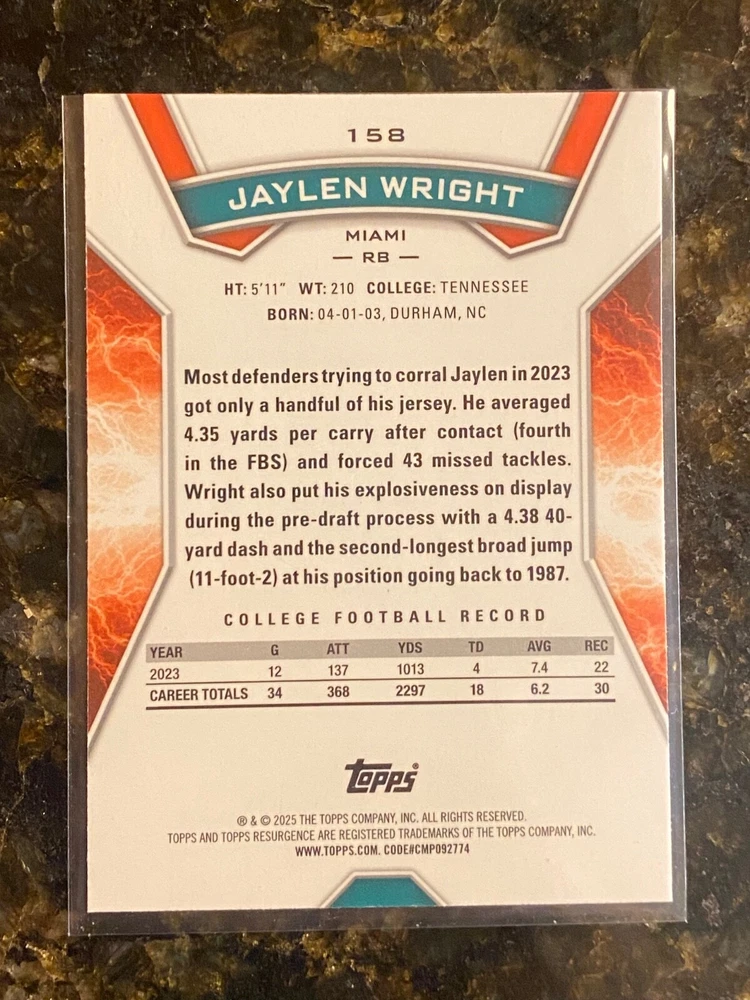 158
JAYLEN WRIGHT
MIAMI
— RB —
HT: 5'11" WT: 210 COLLEGE: TENNESSEE
BORN: 04-01-03, DURHAM, NC
Most defenders trying to corral Jaylen in 2023
got only a handful of his jersey. He averaged
4.35 yards per carry after contact (fourth
in the FBS) and forced 43 missed tackles.
Wright also put his explosiveness on display
during the pre-draft process with a 4.38 40-
yard dash and the second-longest broad jump
(11-foot-2) at his position going back to 1987.
COLLEGE FOOTBALL RECORD
YEAR G ATT YDS TD AVG REC
2023 12 137 1013 4 7.4 22
CAREER TOTALS 34 368 2297 18 6.2 30
Topps®
® & © 2025 THE TOPPS COMPANY, INC. ALL RIGHTS RESERVED.
TOPPS AND TOPPS RESURGENCE ARE REGISTERED TRADEMARKS OF THE TOPPS COMPANY, INC.
WWW.TOPPS.COM. CODE#CMP092774